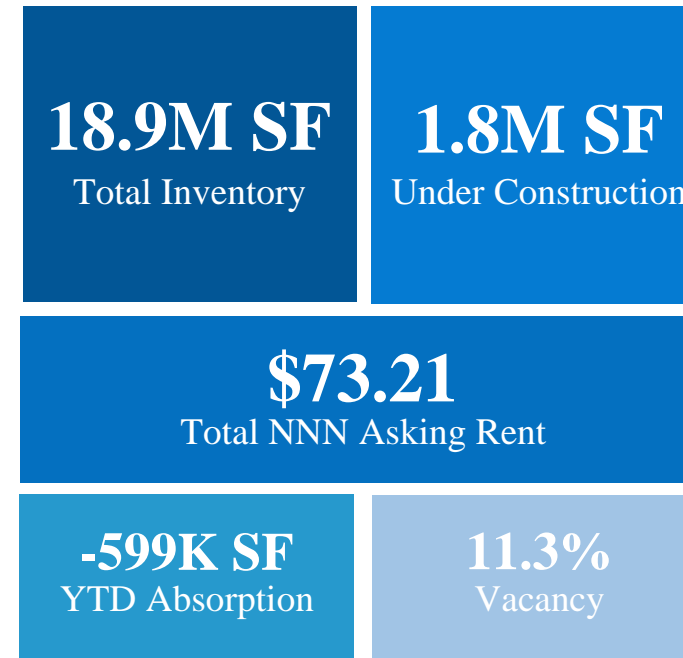 18.9M SF
Total Inventory
1.8M SF
Under Construction
$73.21
Total NNN Asking Rent
-599K SF
YTD Absorption
11.3%
Vacancy